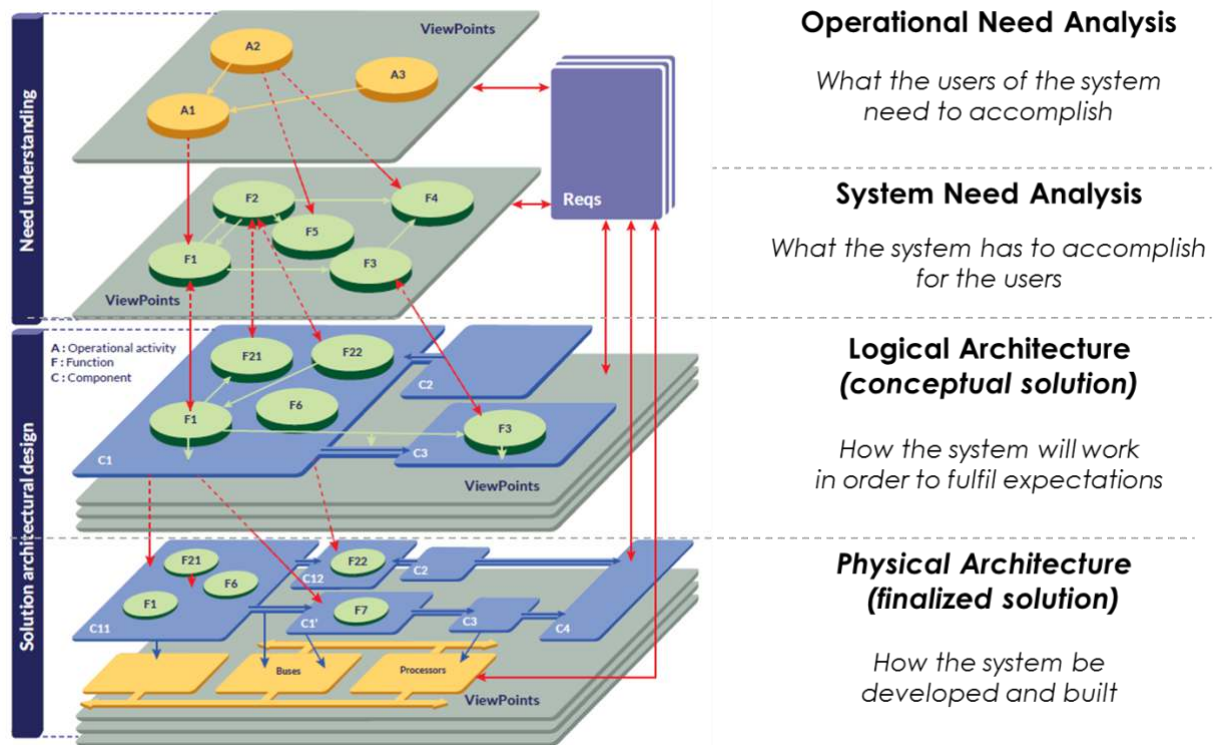 Need understanding
ViewPoints
A2
A3
A1
F2
F4
F5
F1
F3
ViewPoints
Reqs
Operational Need Analysis
What the users of the system
need to accomplish
System Need Analysis
What the system has to accomplish
for the users
Solution architectural design
A : Operational activity
F : Function
C : Component
F21
F22
C2
F6
F1
F3
C1
C3
ViewPoints
Logical Architecture
(conceptual solution)
How the system will work
in order to fulfil expectations
F21
F22
C2
F6
C12
F1
F7
C11
C1'
C3
C4
Buses
Processors
ViewPoints
Physical Architecture
(finalized solution)
How the system be
developed and built